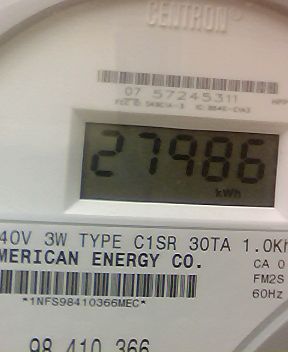 CENTRON
07 57245311
27986
kWh
40V 3W TYPE C1SR 30TA 1.0Kh
MERICAN ENERGY CO.
CA 0
FM2S
60Hz
*1NFS98410366MEC*
98 410 366